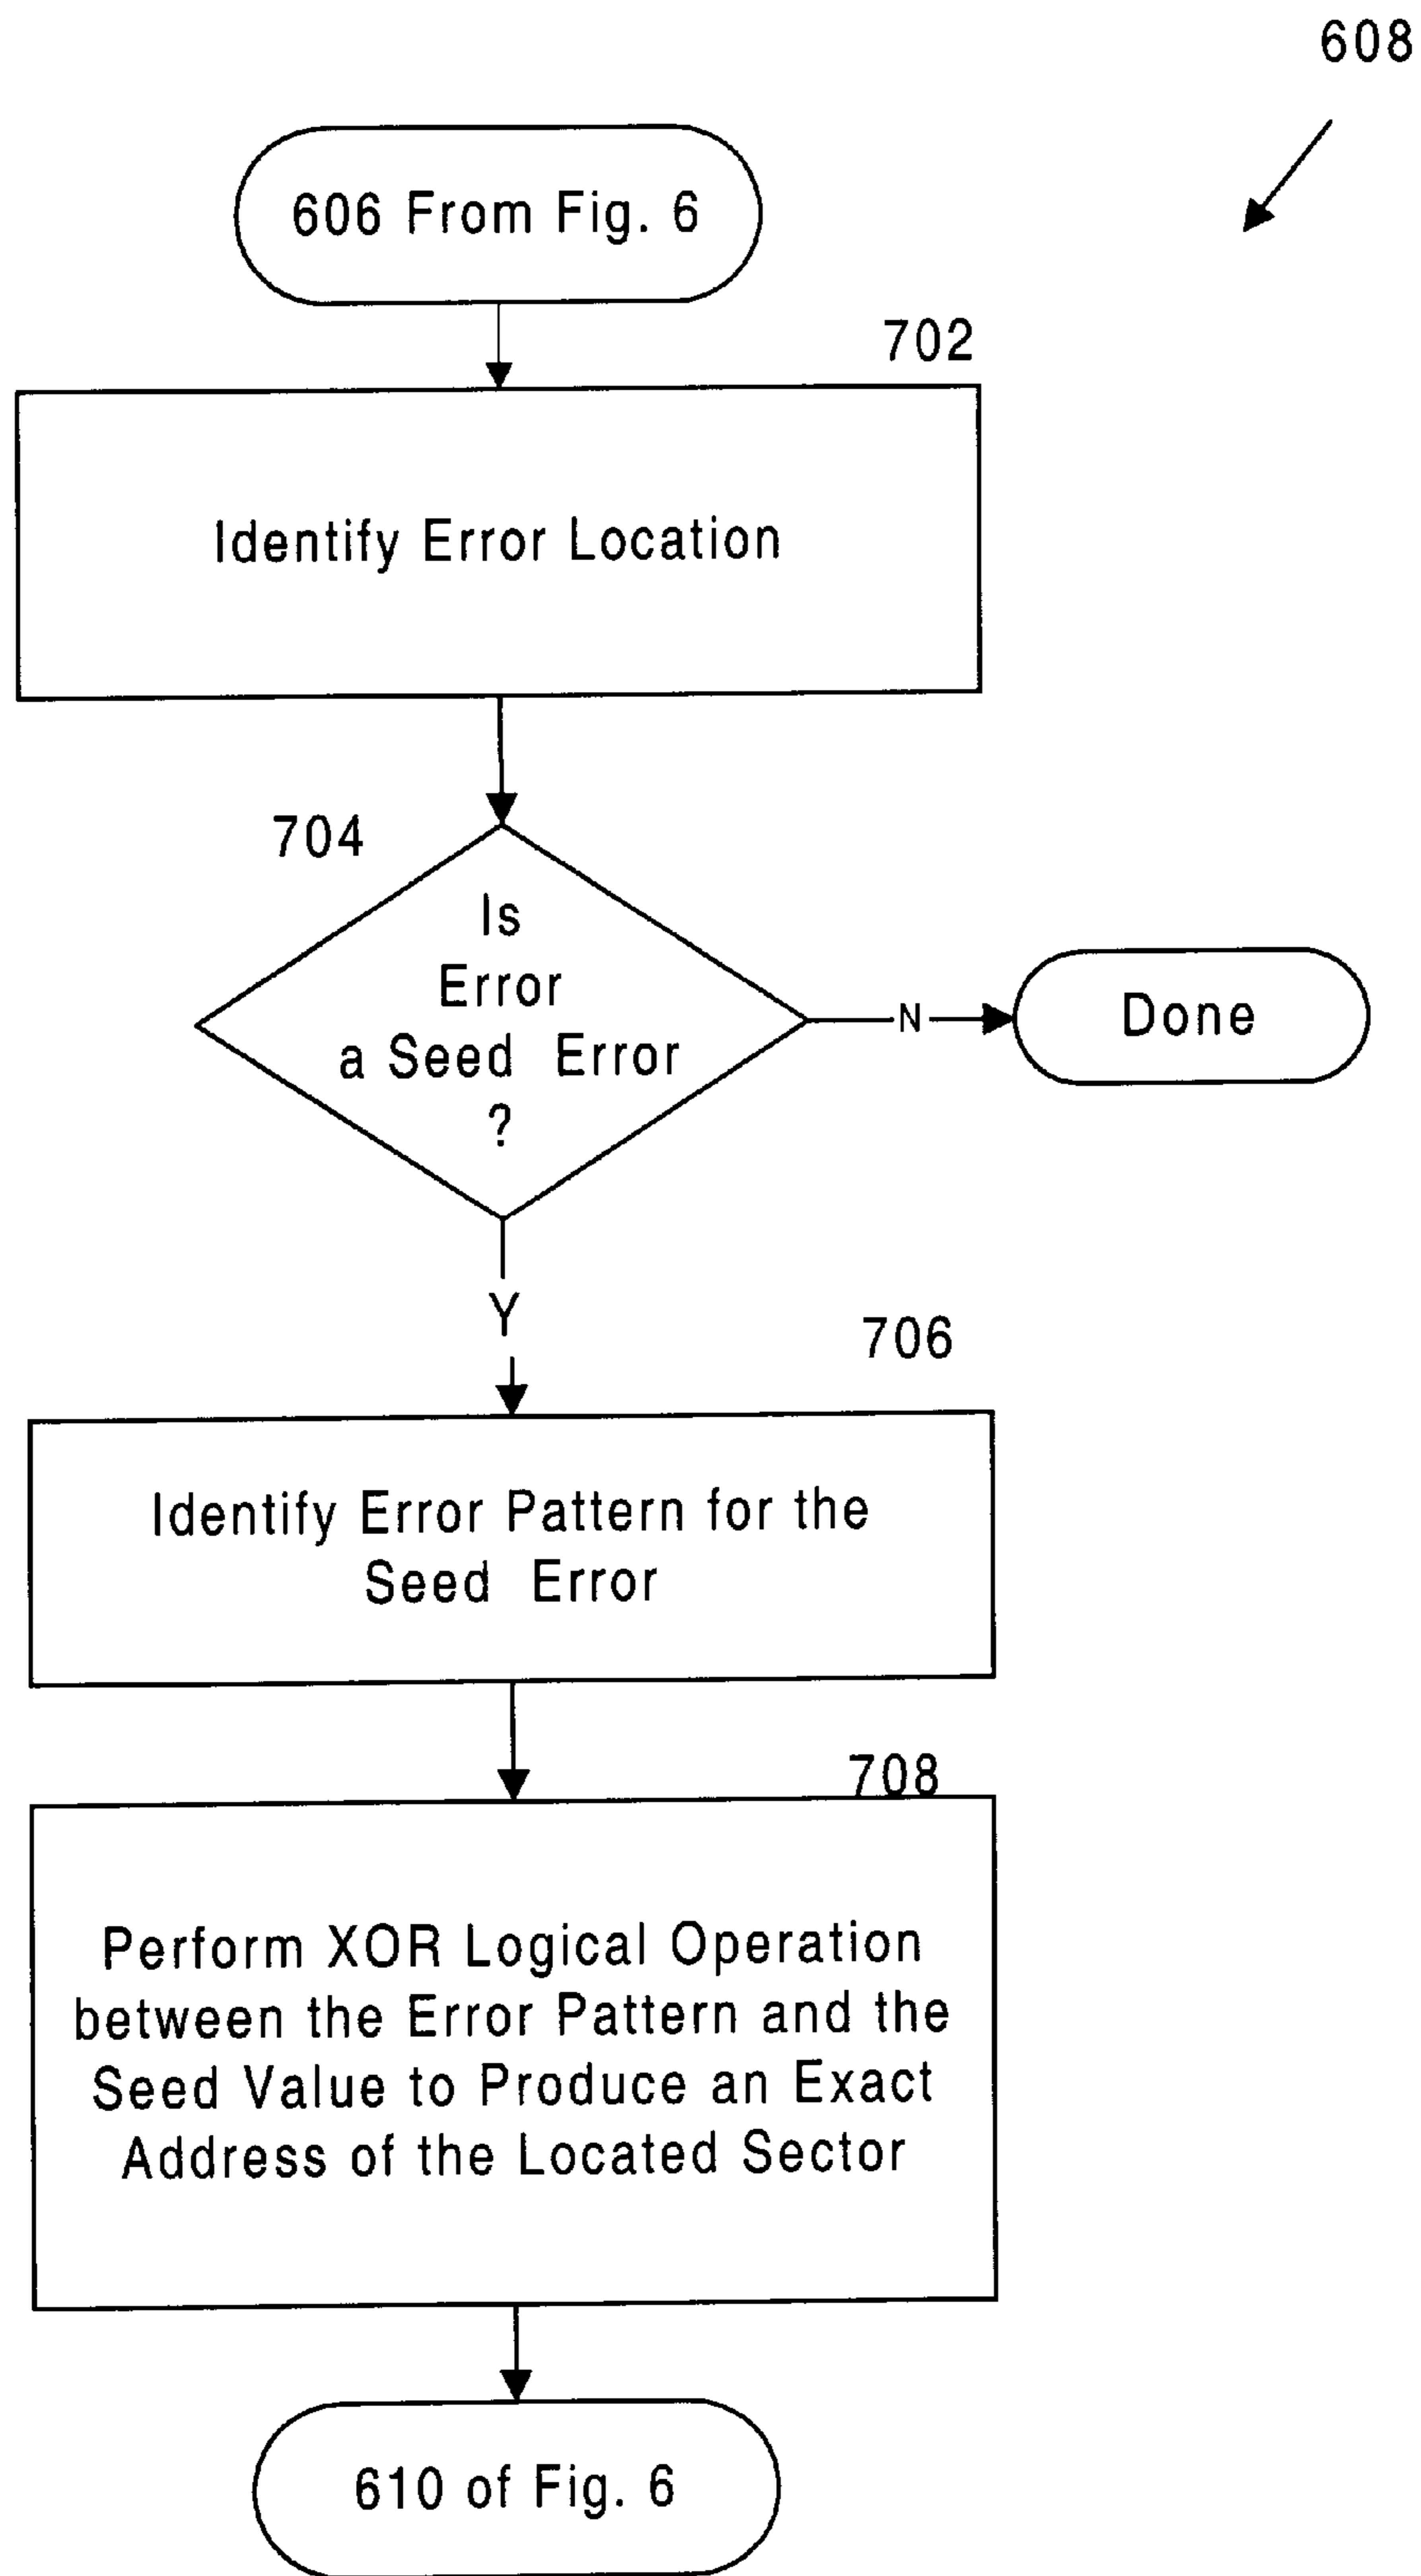 608
606 From Fig. 6
702
Identify Error Location
704
Is
Error
a Seed Error
?
N
Done
Y
706
Identify Error Pattern for the
Seed Error
708
Perform XOR Logical Operation
between the Error Pattern and the
Seed Value to Produce an Exact
Address of the Located Sector
610 of Fig. 6